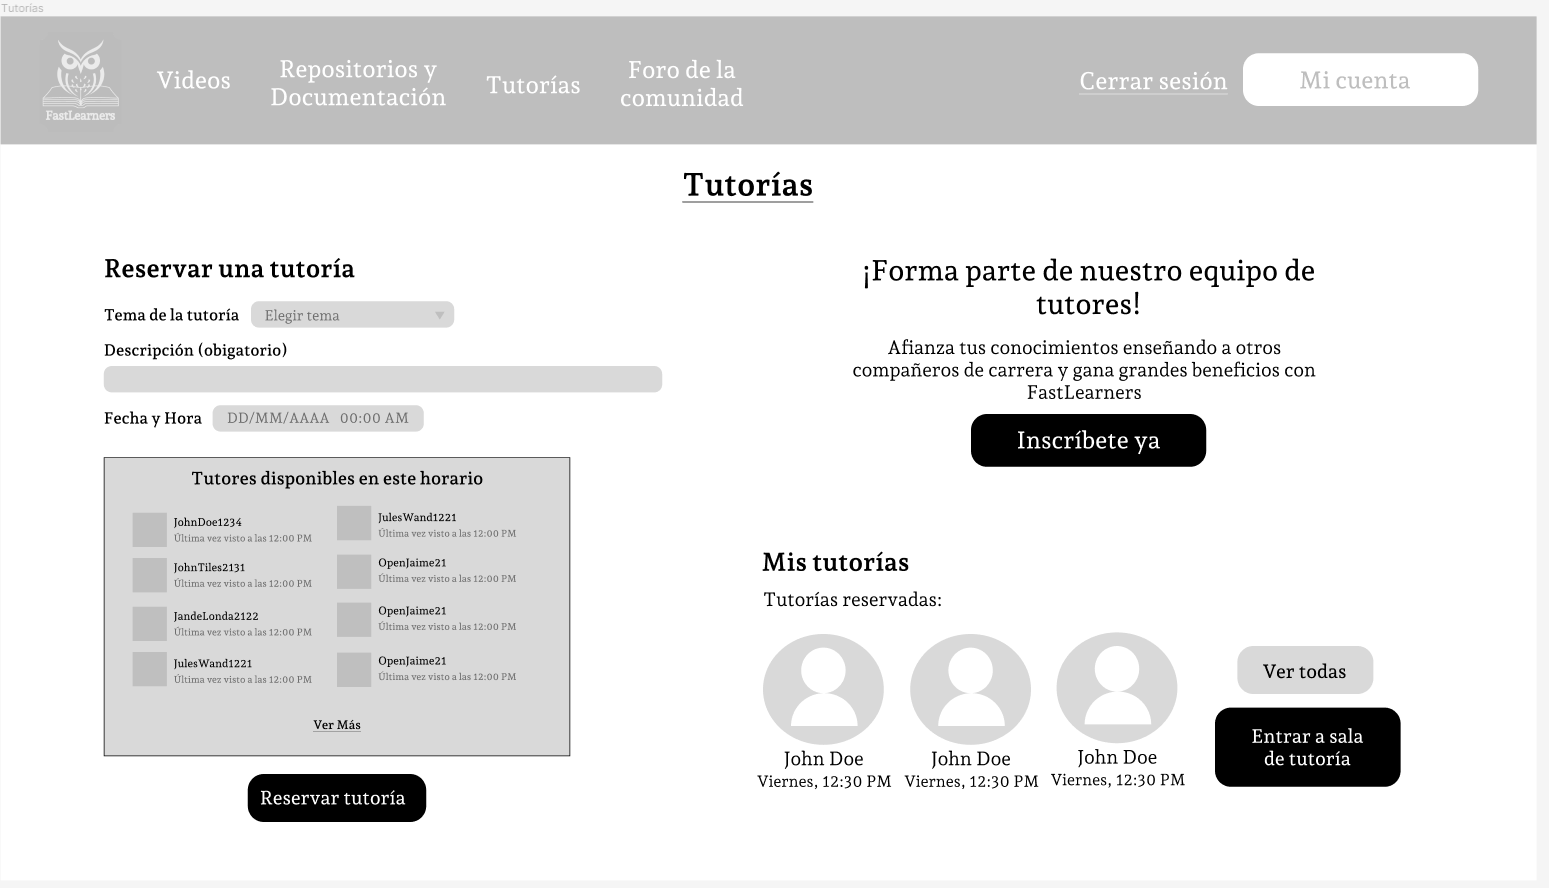 Tutorías
FastLearners
Videos
Repositorios y
Documentación
Tutorías
Foro de la
comunidad
Cerrar sesión
Mi cuenta
Tutorías
Reservar una tutoría
Tema de la tutoría
Elegir tema
Descripción (obigatorio)
Fecha y Hora
DD/MM/AAAA 00:00 AM
Tutores disponibles en este horario
JohnDoe1234
Última vez visto a las 12:00 PM
JulesWand1221
Última vez visto a las 12:00 PM
JohnTiles2131
Última vez visto a las 12:00 PM
OpenJaime21
Última vez visto a las 12:00 PM
JandeLonda2122
Última vez visto a las 12:00 PM
OpenJaime21
Última vez visto a las 12:00 PM
JulesWand1221
Última vez visto a las 12:00 PM
OpenJaime21
Última vez visto a las 12:00 PM
Ver Más
Reservar tutoría
¡Forma parte de nuestro equipo de
tutores!
Afianza tus conocimientos enseñando a otros
compañeros de carrera y gana grandes beneficios con
FastLearners
Inscríbete ya
Mis tutorías
Tutorías reservadas:
John Doe
Viernes, 12:30 PM
John Doe
Viernes, 12:30 PM
John Doe
Viernes, 12:30 PM
Ver todas
Entrar a sala
de tutoría